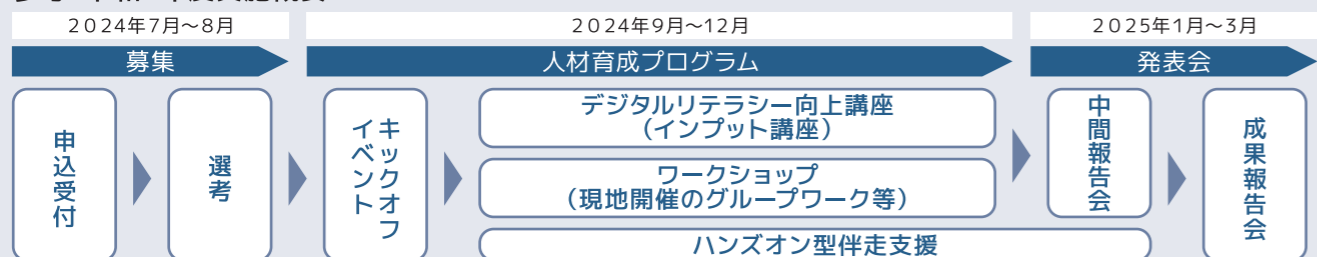 2024年7月～8月
2024年9月～12月
2025年1月～3月
募集
人材育成プログラム
発表会
申込受付
選考
キックオフ
イベント
デジタルリテラシー向上講座
（インプット講座）
ワークショップ
（現地開催のグループワーク等）
ハンズオン型伴走支援
中間報告会
成果報告会